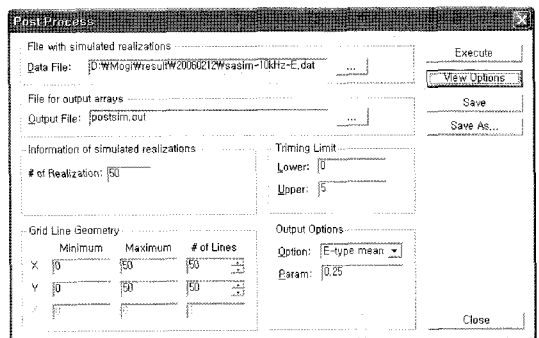 Post Process
File with simulated realizations
Data File: D:₩Mogi₩result₩20060212₩sasim-10kHz-E.dat ...
Execute
View Options
File for output arrays
Output File: postsim.out ...
Save
Save As...
Information of simulated realizations
# of Realization: 50
Triming Limit
Lower: 0
Upper: 5
Grid Line Geometry
Minimum Maximum # of Lines
X 0 50 50
Y 0 50 50
Output Options
Option: E-type mean
Param: 0.25
Close